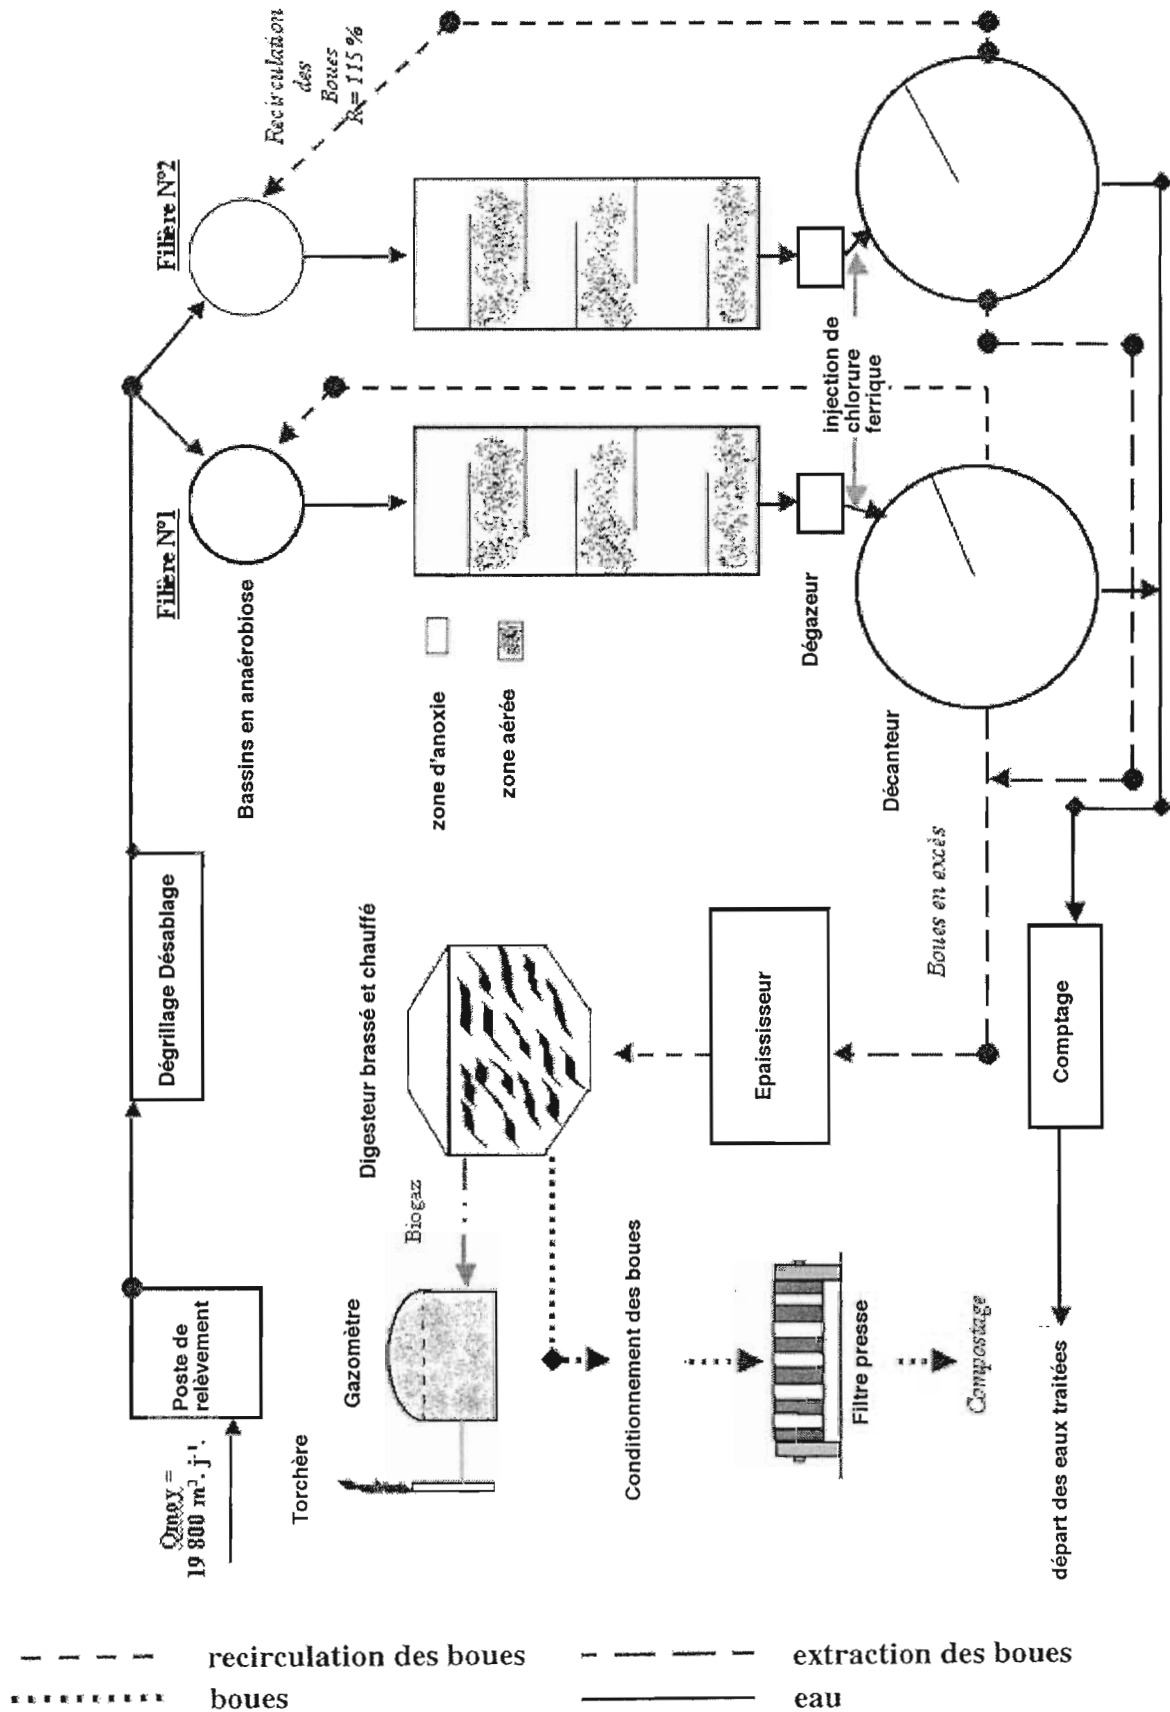 Qmoy =
19 800 m³. j⁻¹.
Poste de
relèvement
Dégrillage Désablage
Filière N°1
Filière N°2
Recirculation
des
Boues
R = 115 %
Bassins en anaérobiose
zone d'anoxie
zone aérée
Dégazeur
injection de
chlorure
ferrique
Décanteur
Torchère
Gazomètre
Biogaz
Digesteur brassé et chauffé
Epaississeur
Boues en excès
Conditionnement des boues
Filtre presse
Compostage
Comptage
départ des eaux traitées
recirculation des boues
extraction des boues
boues
eau